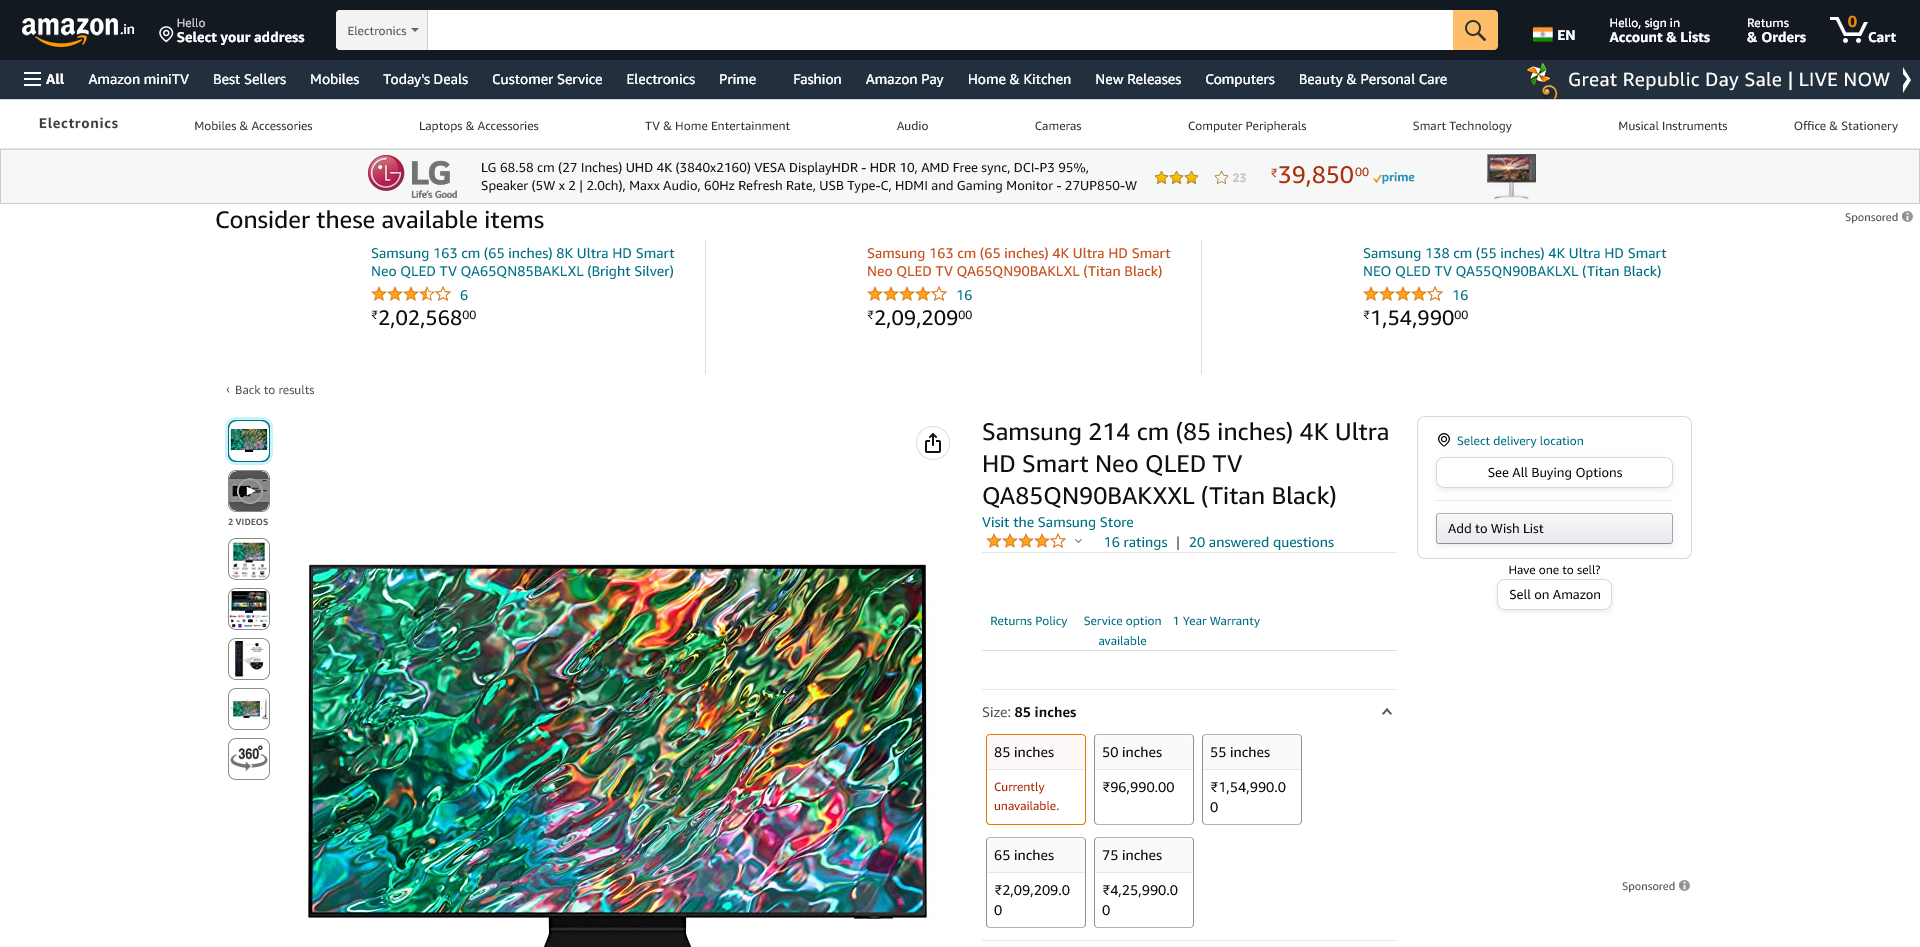 amazon.in
Hello
Select your address
Electronics
EN
Hello, sign in
Account & Lists
Returns
& Orders
0
Cart
All
Amazon miniTV
Best Sellers
Mobiles
Today's Deals
Customer Service
Electronics
Prime
Fashion
Amazon Pay
Home & Kitchen
New Releases
Computers
Beauty & Personal Care
Great Republic Day Sale | LIVE NOW
Electronics
Mobiles & Accessories
Laptops & Accessories
TV & Home Entertainment
Audio
Cameras
Computer Peripherals
Smart Technology
Musical Instruments
Office & Stationery
LG
Life's Good
LG 68.58 cm (27 Inches) UHD 4K (3840x2160) VESA DisplayHDR - HDR 10, AMD Free sync, DCI-P3 95%,
Speaker (5W x 2 | 2.0ch), Maxx Audio, 60Hz Refresh Rate, USB Type-C, HDMI and Gaming Monitor - 27UP850-W
23
₹39,85000
prime
Consider these available items
Sponsored
Samsung 163 cm (65 inches) 8K Ultra HD Smart
Neo QLED TV QA65QN85BAKLXL (Bright Silver)
6
₹2,02,56800
Samsung 163 cm (65 inches) 4K Ultra HD Smart
Neo QLED TV QA65QN90BAKLXL (Titan Black)
16
₹2,09,20900
Samsung 138 cm (55 inches) 4K Ultra HD Smart
NEO QLED TV QA55QN90BAKLXL (Titan Black)
16
₹1,54,99000
‹ Back to results
2 VIDEOS
360°
Samsung 214 cm (85 inches) 4K Ultra
HD Smart Neo QLED TV
QA85QN90BAKXXL (Titan Black)
Visit the Samsung Store
16 ratings | 20 answered questions
Returns Policy
Service option
available
1 Year Warranty
Size: 85 inches
85 inches
Currently
unavailable.
50 inches
₹96,990.00
55 inches
₹1,54,990.0
0
65 inches
₹2,09,209.0
0
75 inches
₹4,25,990.0
0
Select delivery location
See All Buying Options
Add to Wish List
Have one to sell?
Sell on Amazon
Sponsored